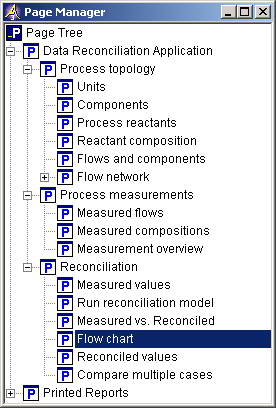 Page Manager
Page Tree
Data Reconciliation Application
Process topology
Units
Components
Process reactants
Reactant composition
Flows and components
Flow network
Process measurements
Measured flows
Measured compositions
Measurement overview
Reconciliation
Measured values
Run reconciliation model
Measured vs. Reconciled
Flow chart
Reconciled values
Compare multiple cases
Printed Reports